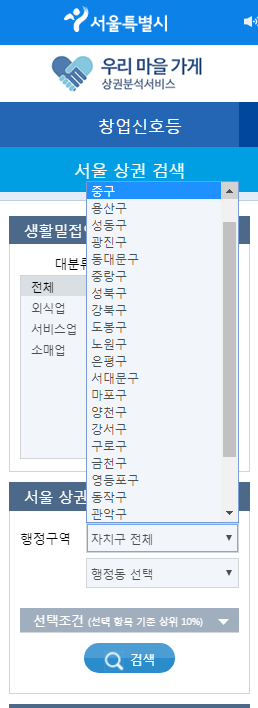 서울특별시
우리 마을 가게
상권분석서비스
창업신호등
서울 상권 검색
중구
용산구
성동구
광진구
동대문구
중랑구
성북구
강북구
도봉구
노원구
은평구
서대문구
마포구
양천구
강서구
구로구
금천구
영등포구
동작구
관악구
생활밀접
대분류
전체
외식업
서비스업
소매업
서울 상권
행정구역
자치구 전체
행정동 선택
선택조건 (선택 항목 기준 상위 10%)
검색